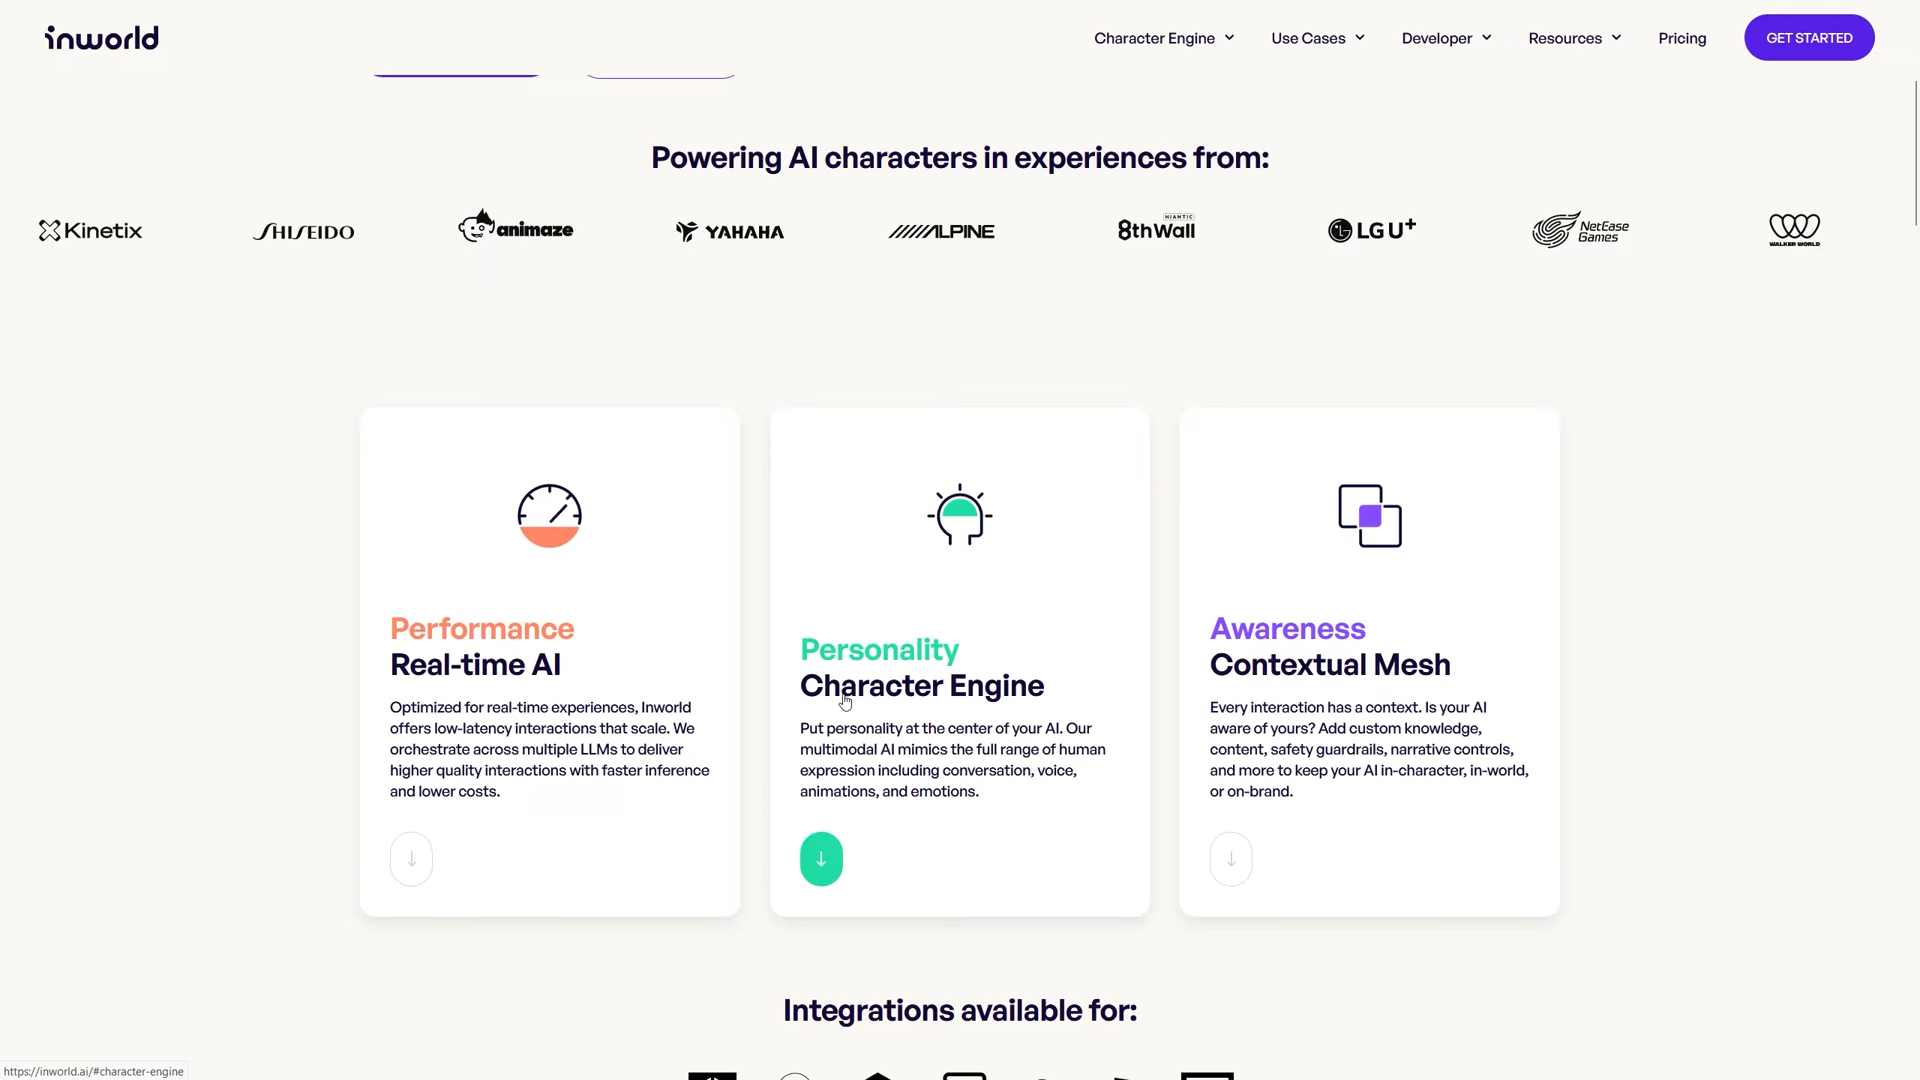 inworld
Character Engine
Use Cases
Developer
Resources
Pricing
GET STARTED
Powering AI characters in experiences from:
Kinetix
SHISEIDO
animaze
YAHAHA
ALPINE
NIANTIC
8thWall
LG U+
NetEase
Games
WALKER WORLD
Performance
Real-time AI
Optimized for real-time experiences, Inworld
offers low-latency interactions that scale. We
orchestrate across multiple LLMs to deliver
higher quality interactions with faster inference
and lower costs.
Personality
Character Engine
Put personality at the center of your AI. Our
multimodal AI mimics the full range of human
expression including conversation, voice,
animations, and emotions.
Awareness
Contextual Mesh
Every interaction has a context. Is your AI
aware of yours? Add custom knowledge,
content, safety guardrails, narrative controls,
and more to keep your AI in-character, in-world,
or on-brand.
Integrations available for:
https://inworld.ai/#character-engine